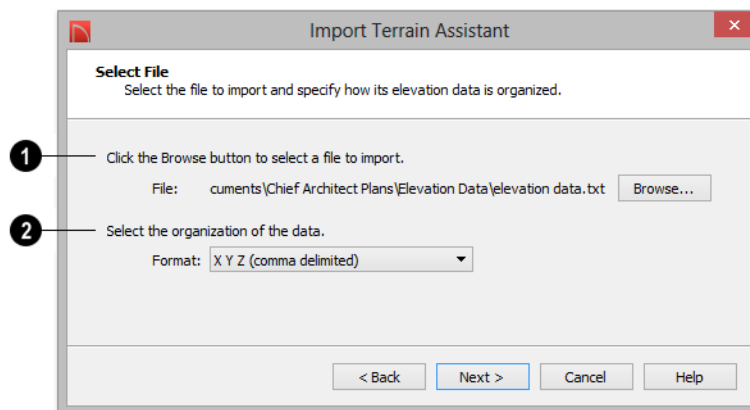 Import Terrain Assistant
Select File
Select the file to import and specify how its elevation data is organized.
1 Click the Browse button to select a file to import.
File: cuments\Chief Architect Plans\Elevation Data\elevation data.txt Browse...
2 Select the organization of the data.
Format: X Y Z (comma delimited)
< Back Next > Cancel Help